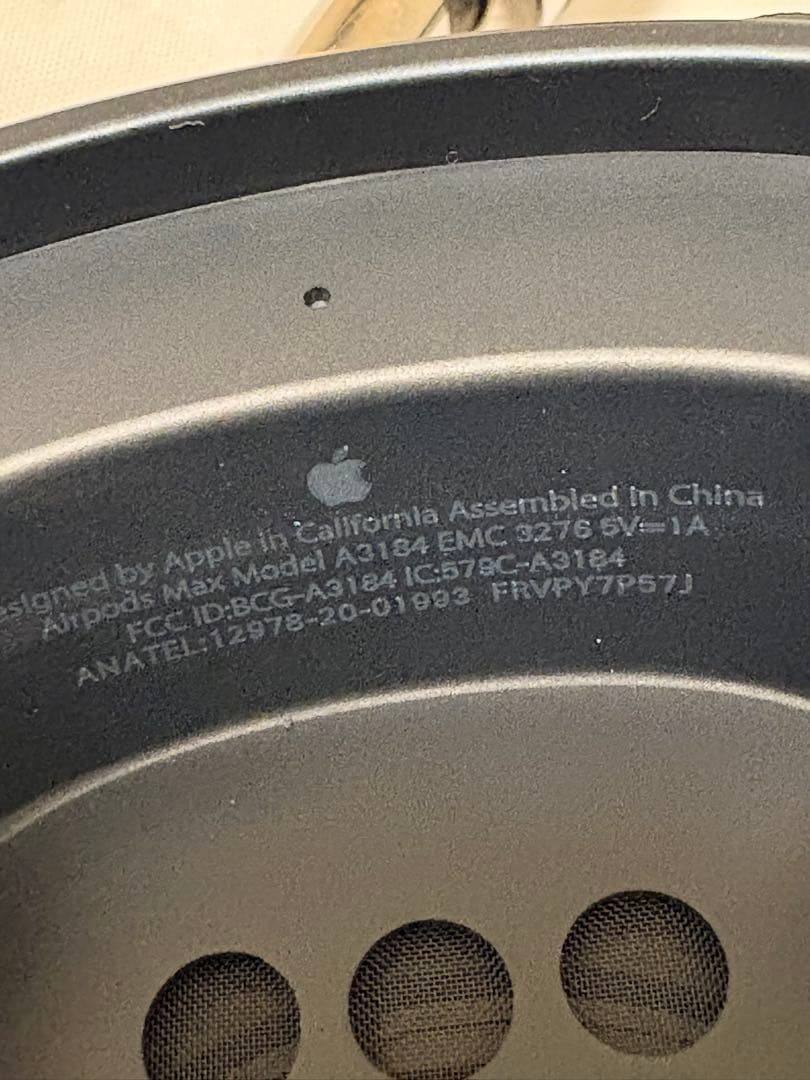 esigned by Apple in California Assembled in China
Airpods Max Model A3184 EMC 3276 5V⎓1A
FCC ID:BCG-A3184 IC:579C-A3184
ANATEL:12978-20-01993 FRVPY7P57J